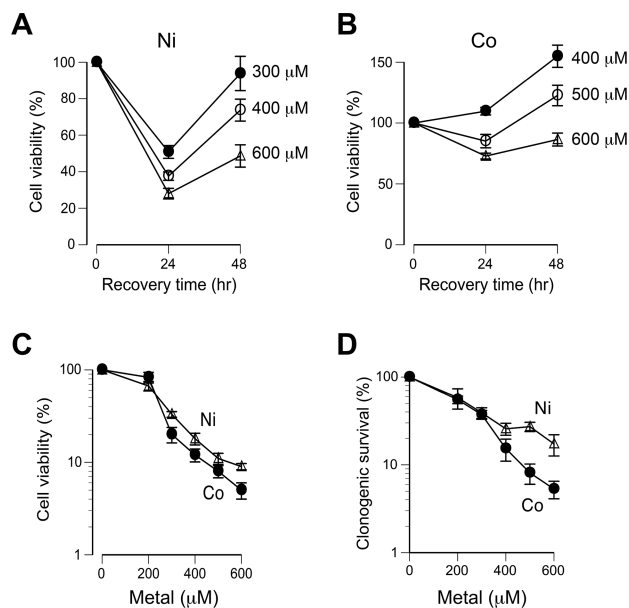 A
Ni
Cell viability (%)
100
80
60
40
20
0
300 μM
400 μM
600 μM
0 24 48
Recovery time (hr)
B
Co
Cell viability (%)
150
100
50
0
400 μM
500 μM
600 μM
0 24 48
Recovery time (hr)
C
Cell viability (%)
100
10
1
Ni
Co
0 200 400 600
Metal (μM)
D
Clonogenic survival (%)
100
10
1
Ni
Co
0 200 400 600
Metal (μM)